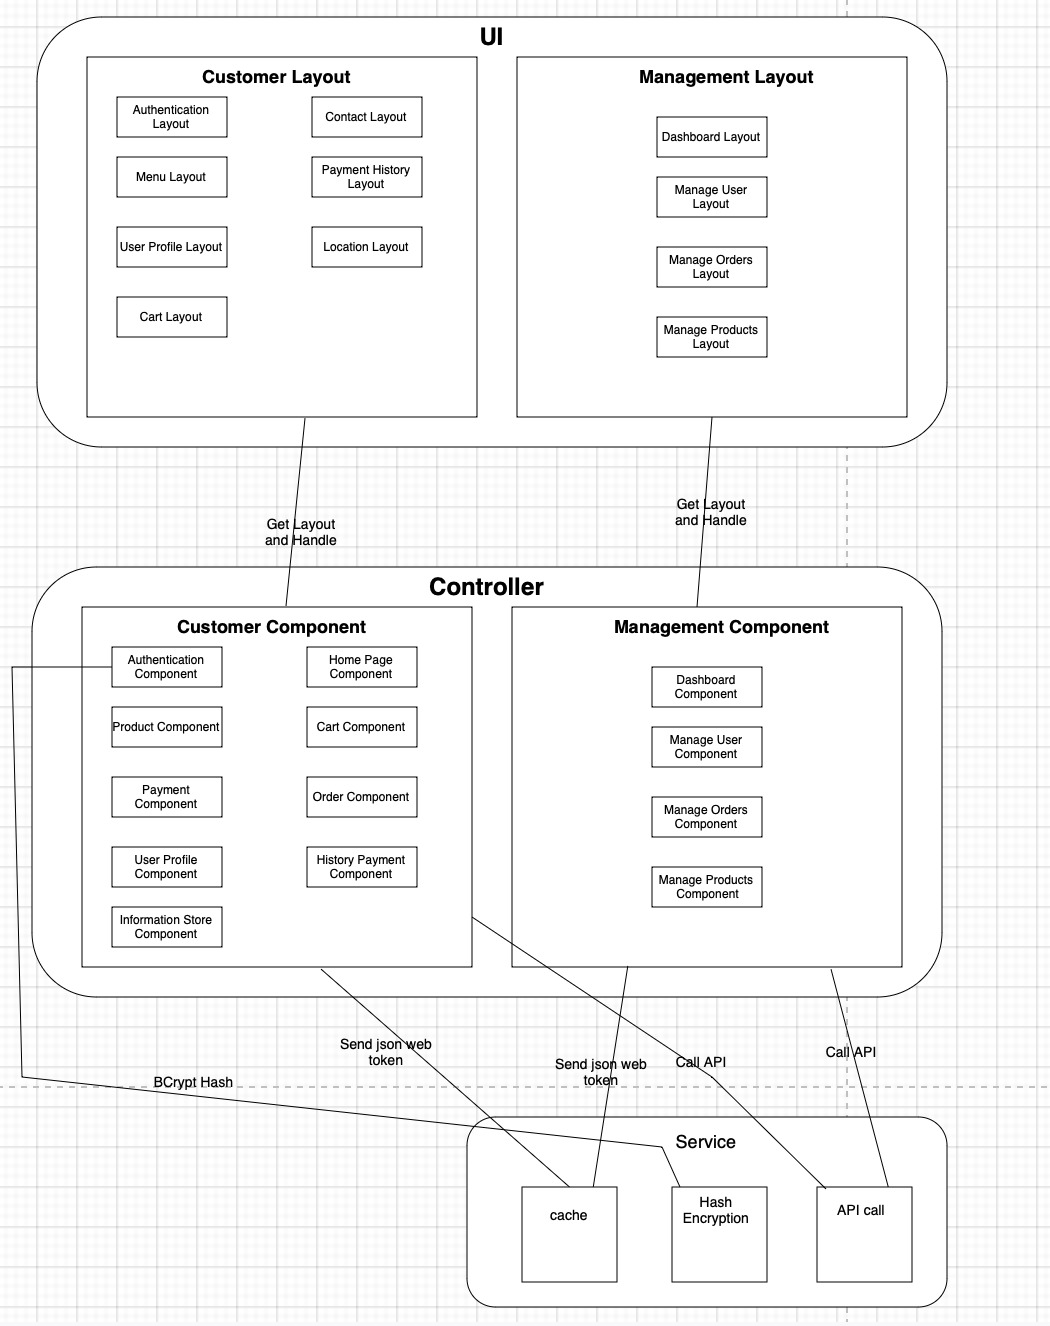 UI
Customer Layout
Authentication
Layout
Contact Layout
Menu Layout
Payment History
Layout
User Profile Layout
Location Layout
Cart Layout
Management Layout
Dashboard Layout
Manage User
Layout
Manage Orders
Layout
Manage Products
Layout
Get Layout
and Handle
Get Layout
and Handle
Controller
Customer Component
Authentication
Component
Home Page
Component
Product Component
Cart Component
Payment
Component
Order Component
User Profile
Component
History Payment
Component
Information Store
Component
Management Component
Dashboard
Component
Manage User
Component
Manage Orders
Component
Manage Products
Component
Send json web
token
Send json web
token
Call API
Call API
BCrypt Hash
Service
cache
Hash
Encryption
API call